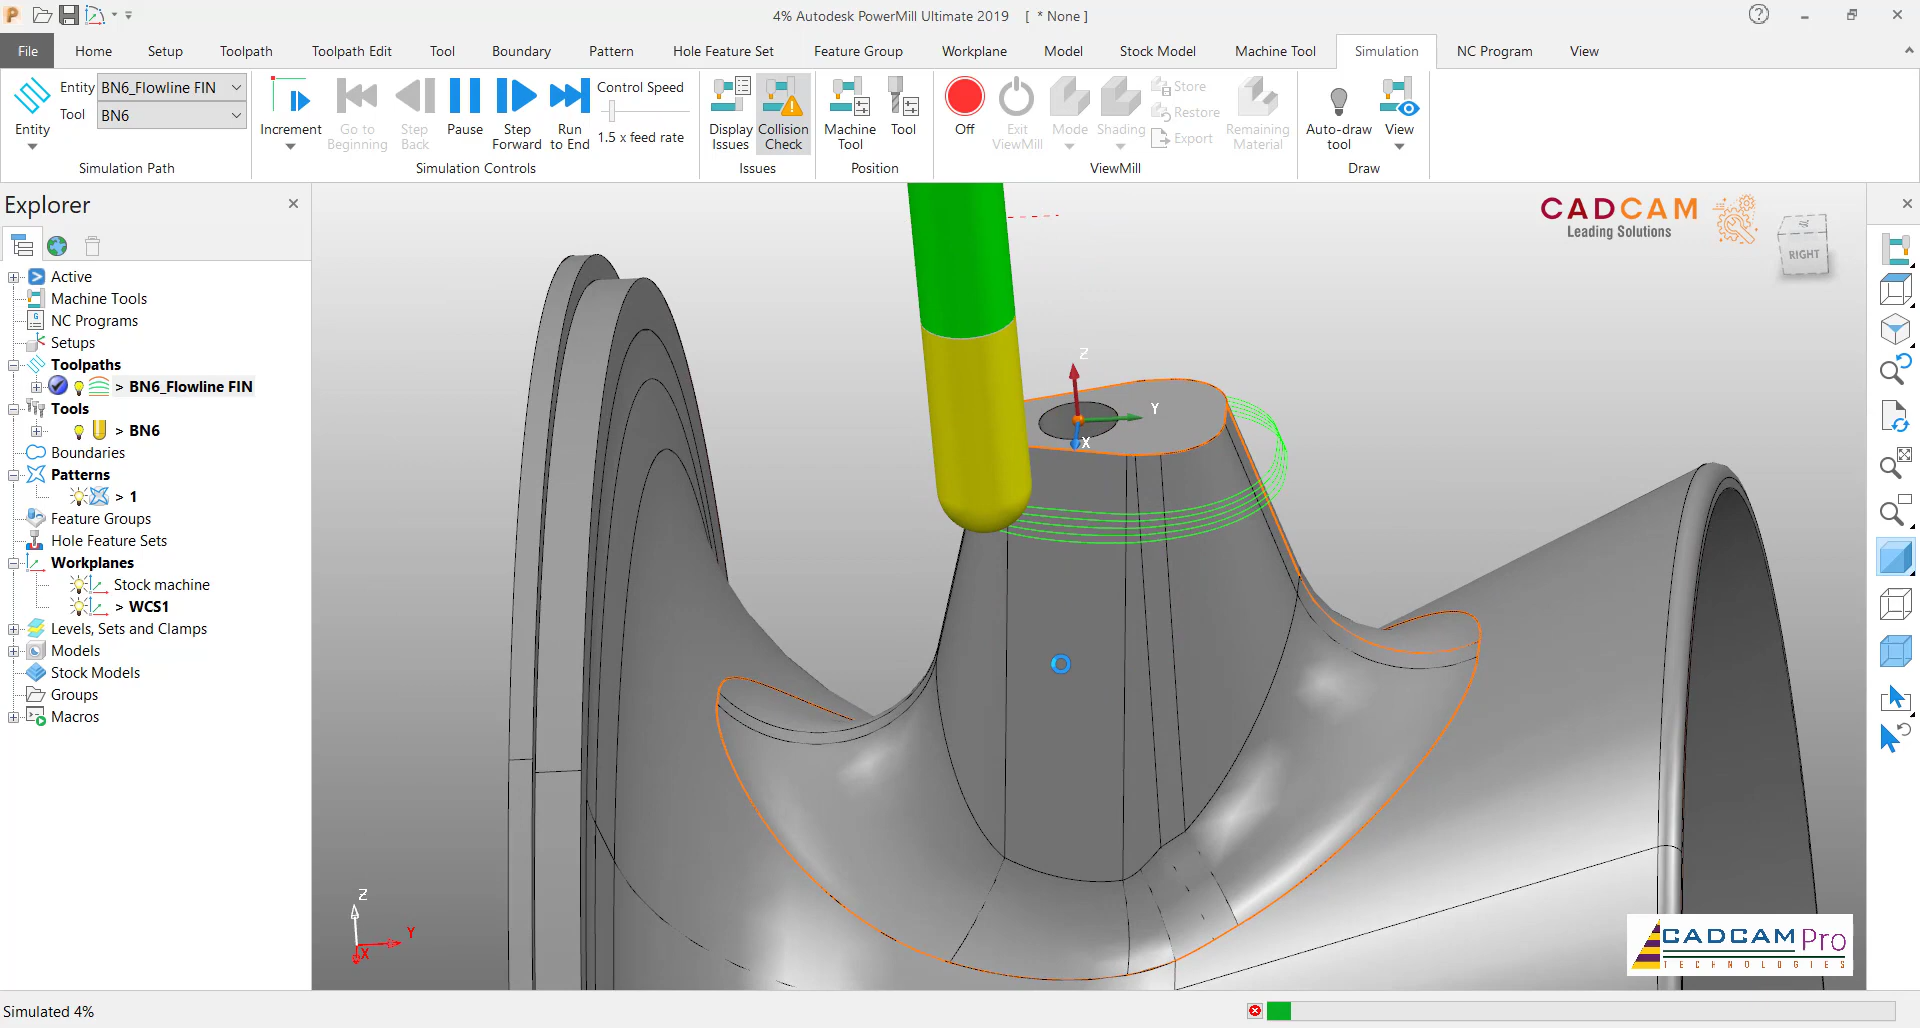 4% Autodesk PowerMill Ultimate 2019    [ * None ]
File Home Setup Toolpath Toolpath Edit Tool Boundary Pattern Hole Feature Set Feature Group Workplane Model Stock Model Machine Tool Simulation NC Program View
Entity
Entity BN6_Flowline FIN
Tool BN6
Simulation Path
Increment
Go to Beginning
Step Back
Pause
Step Forward
Run to End
Control Speed
1.5 x feed rate
Simulation Controls
Display Issues
Collision Check
Issues
Machine Tool
Tool
Position
Off
Exit ViewMill
Mode
Shading
Store
Restore
Export
Remaining Material
ViewMill
Auto-draw tool
View
Draw
Explorer
Active
Machine Tools
NC Programs
Setups
Toolpaths
> BN6_Flowline FIN
Tools
> BN6
Boundaries
Patterns
> 1
Feature Groups
Hole Feature Sets
Workplanes
Stock machine
> WCS1
Levels, Sets and Clamps
Models
Stock Models
Groups
Macros
CADCAM
Leading Solutions
RIGHT
Z
Y
X
Z
Y
X
CADCAM Pro
TECHNOLOGIES
Simulated 4%